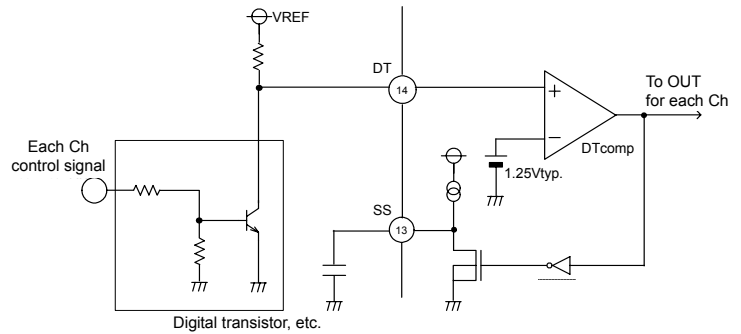 VREF
DT
14
To OUT
for each Ch
+
−
DTcomp
1.25Vtyp.
Each Ch
control signal
SS
13
Digital transistor, etc.